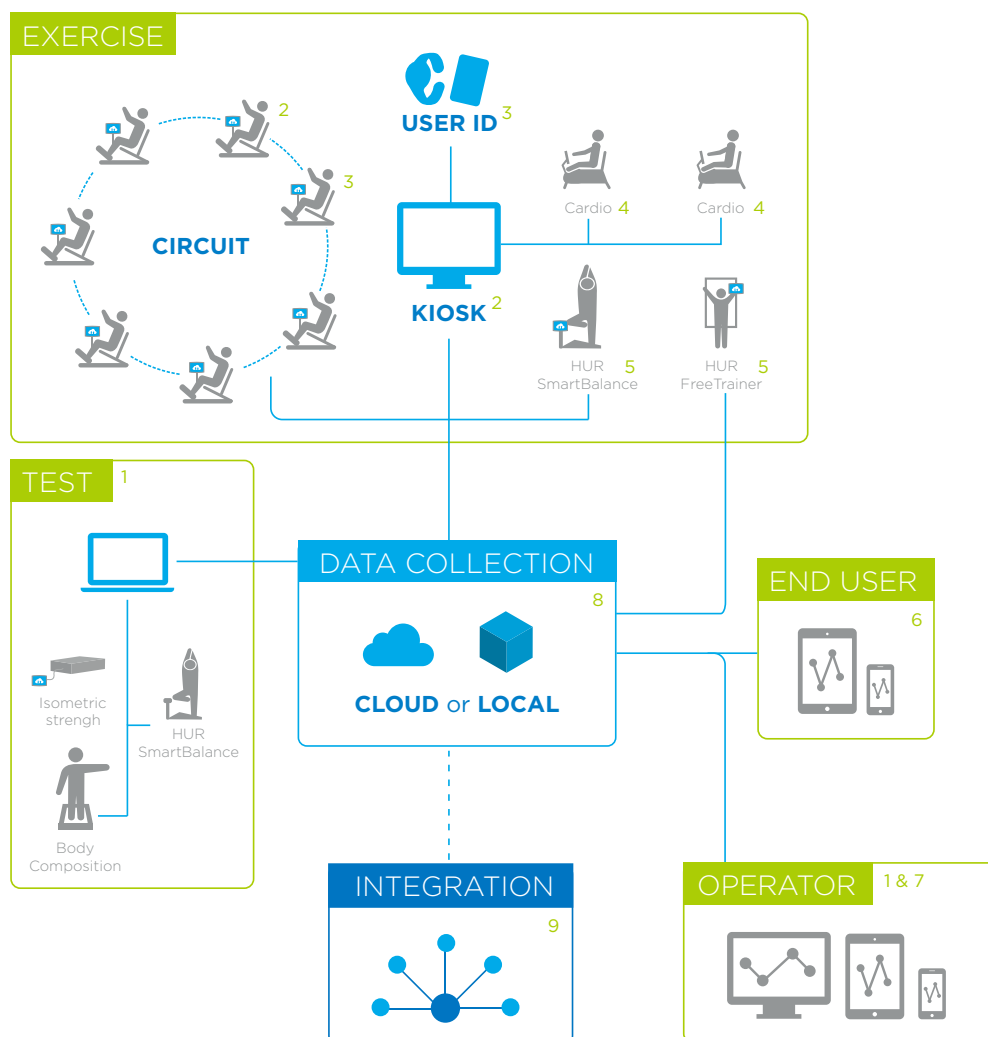 EXERCISE
USER ID 3
2
3
CIRCUIT
Cardio 4
Cardio 4
KIOSK 2
HUR 5
SmartBalance
HUR 5
FreeTrainer
TEST 1
Isometric
strengh
HUR
SmartBalance
Body
Composition
DATA COLLECTION
8
CLOUD or LOCAL
END USER
6
INTEGRATION
9
OPERATOR 1 & 7